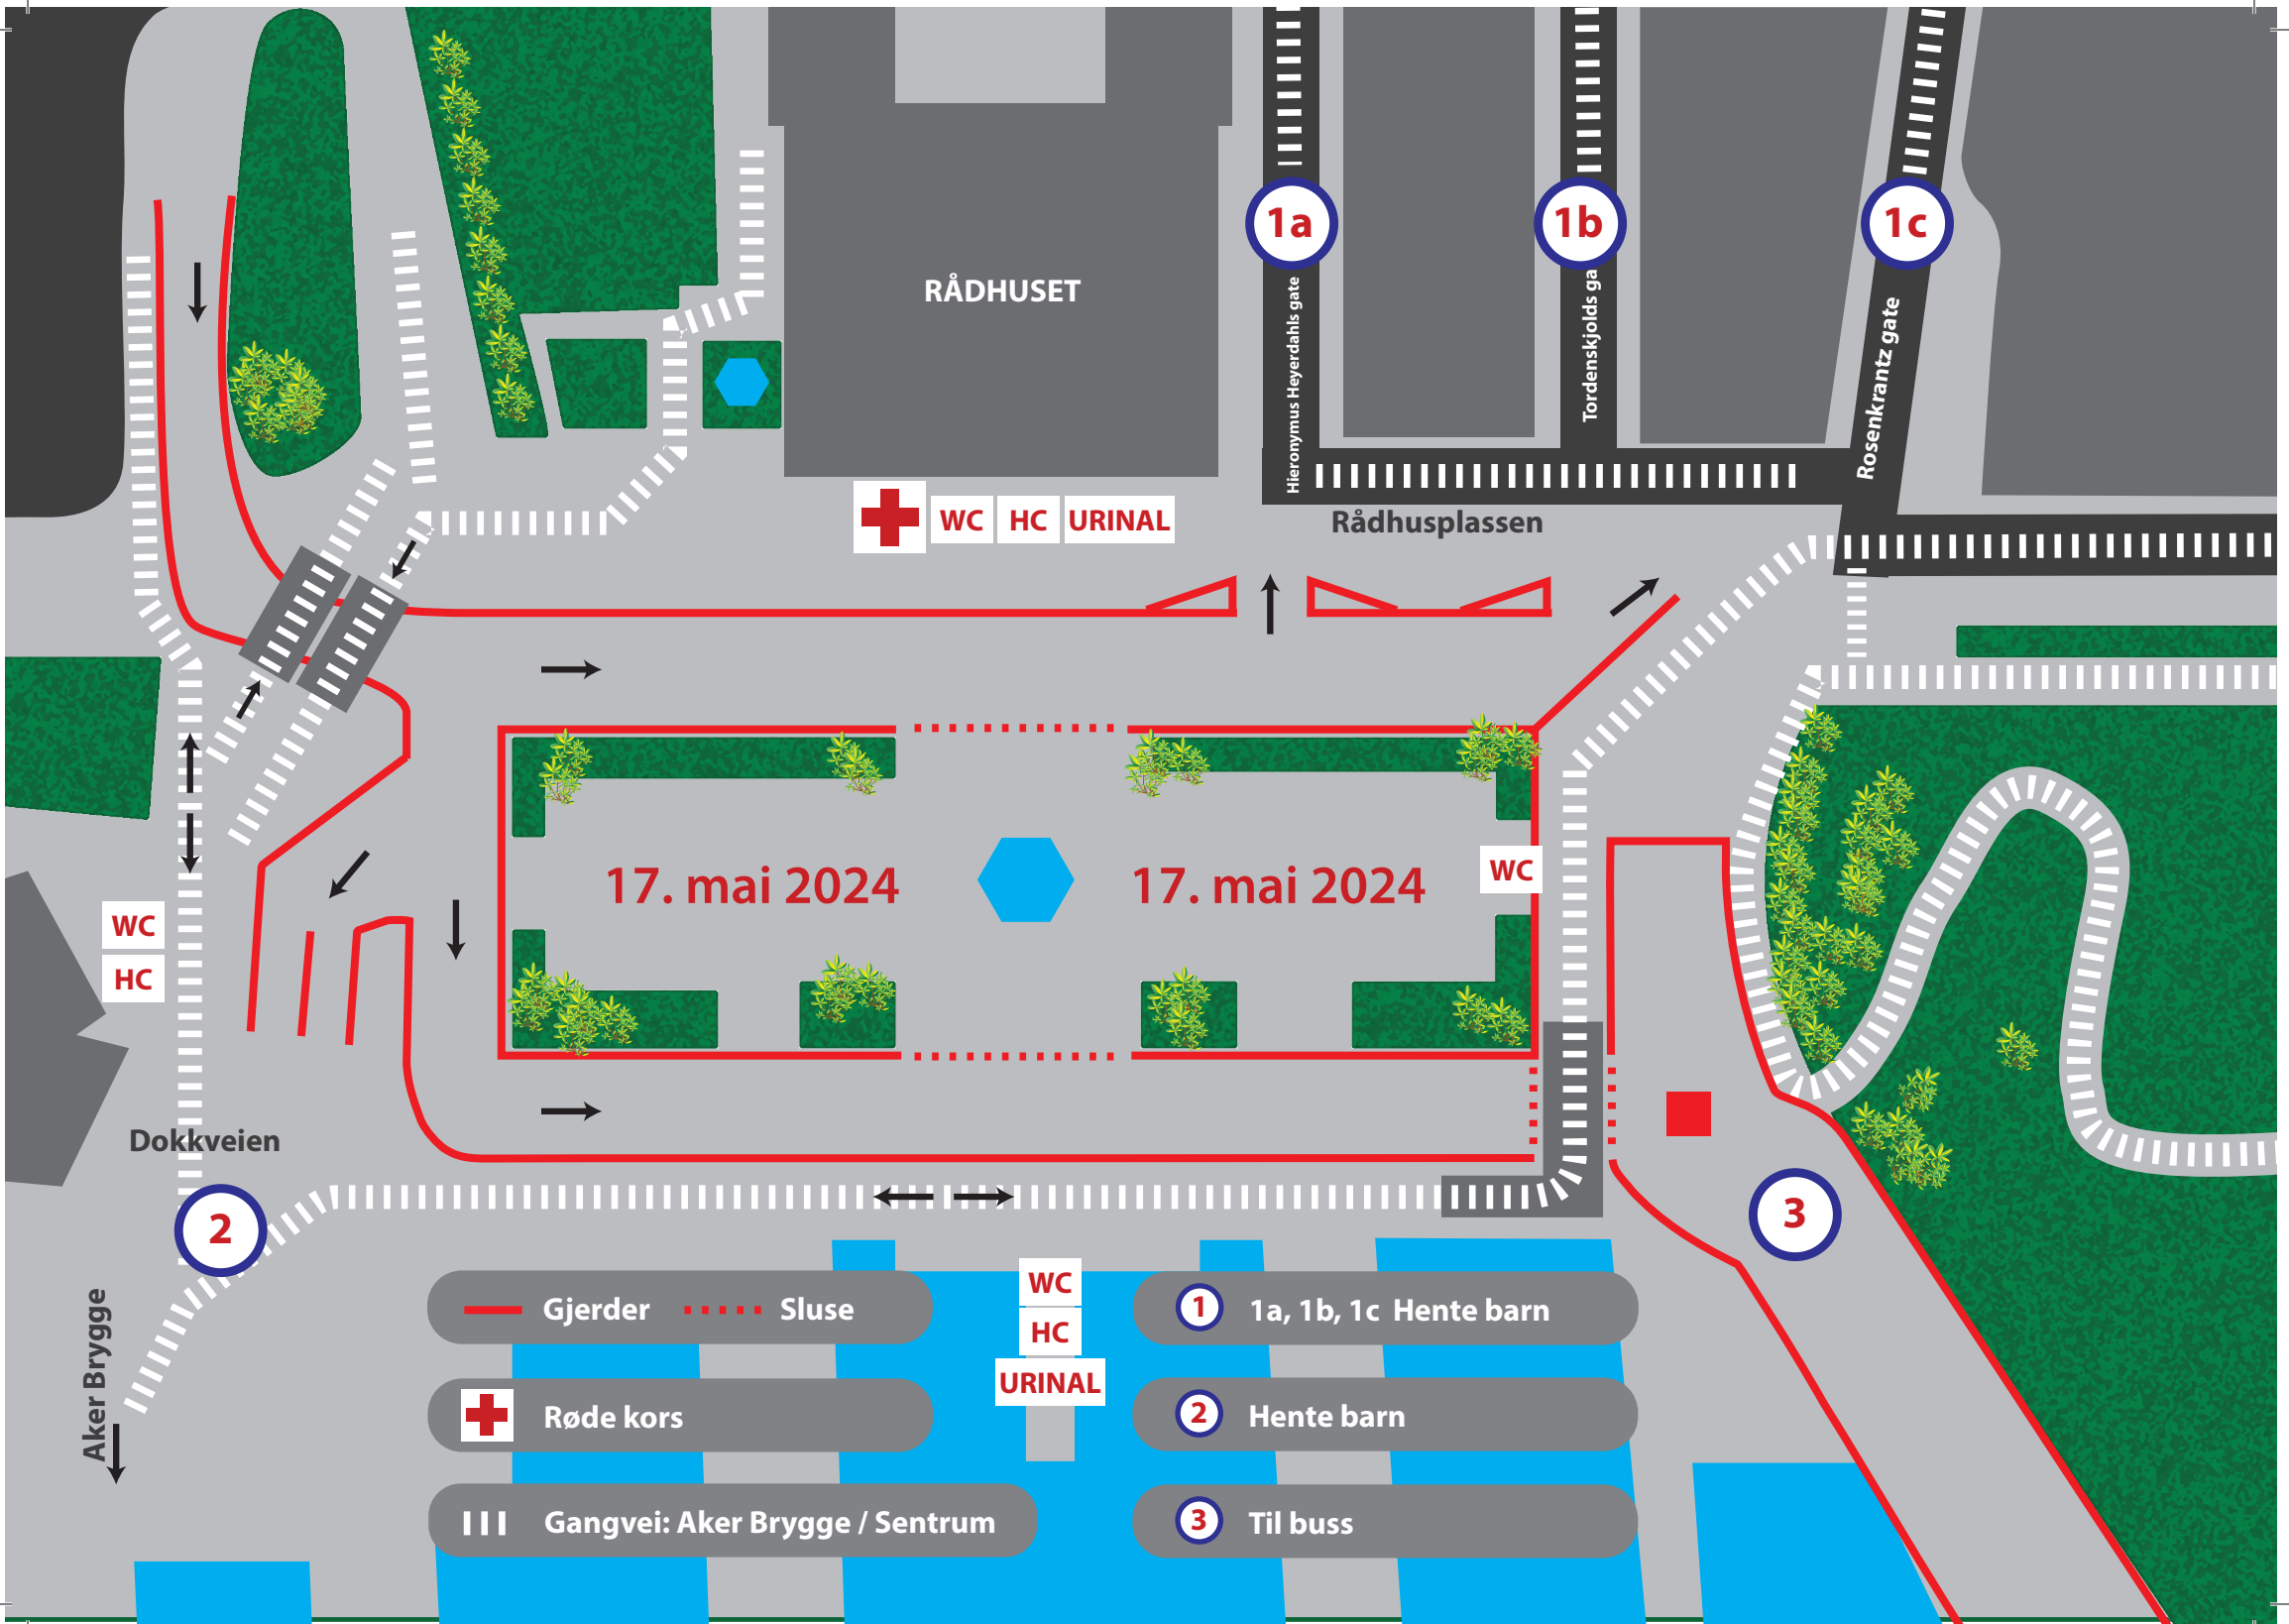 1a
1b
1c
RÅDHUSET
Hieronymus Heyerdahls gate
Tordenskjolds ga
Rosenkrantz gate
WC
HC
URINAL
Rådhusplassen
17. mai 2024
17. mai 2024
WC
WC
HC
Dokkveien
2
3
Aker Brygge
WC
HC
URINAL
Gjerder
Sluse
Røde kors
Gangvei: Aker Brygge / Sentrum
1 1a, 1b, 1c Hente barn
2 Hente barn
3 Til buss